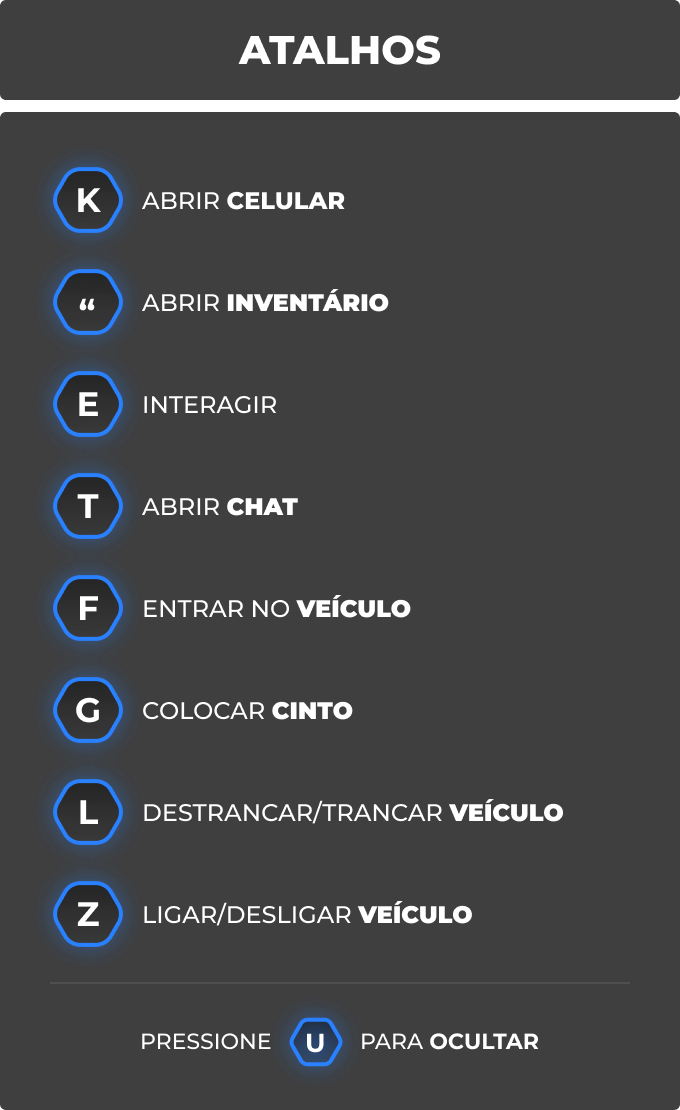 ATALHOS
K ABRIR CELULAR
“ ABRIR INVENTÁRIO
E INTERAGIR
T ABRIR CHAT
F ENTRAR NO VEÍCULO
G COLOCAR CINTO
L DESTRANCAR/TRANCAR VEÍCULO
Z LIGAR/DESLIGAR VEÍCULO
PRESSIONE U PARA OCULTAR